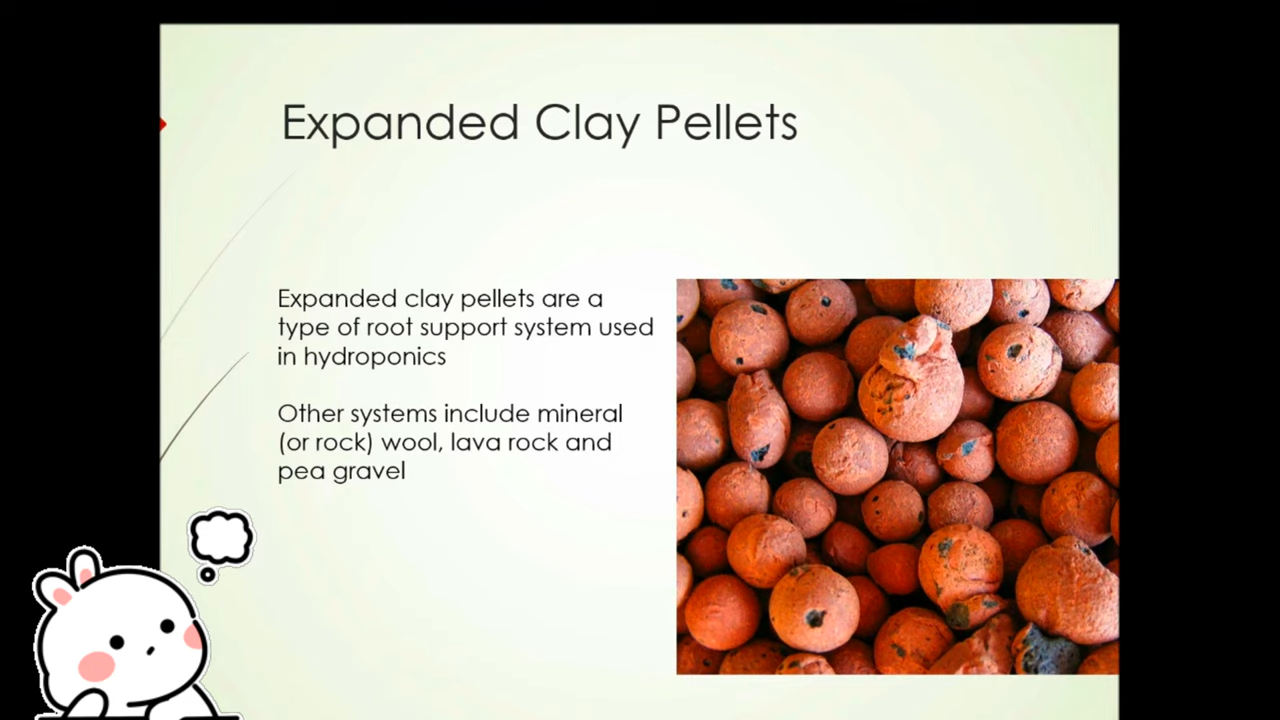 Expanded Clay Pellets
Expanded clay pellets are a
type of root support system used
in hydroponics
Other systems include mineral
(or rock) wool, lava rock and
pea gravel